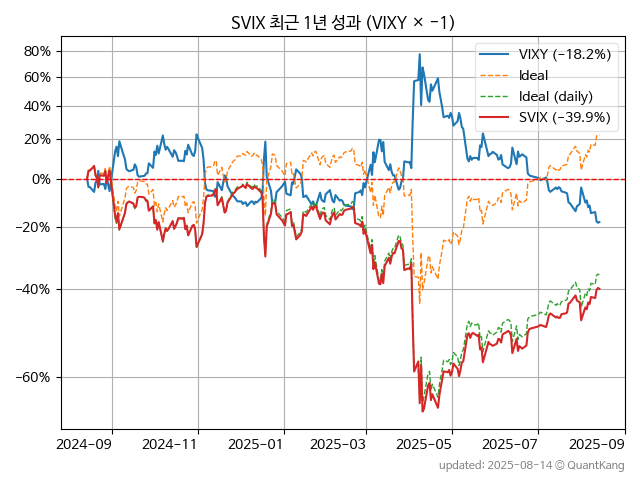 SVIX 최근 1년 성과 (VIXY × −1)
VIXY (−18.2%)
Ideal
Ideal (daily)
SVIX (−39.9%)
80%
60%
40%
20%
0%
−20%
−40%
−60%
2024-09 2024-11 2025-01 2025-03 2025-05 2025-07 2025-09
updated: 2025-08-14 © QuantKang